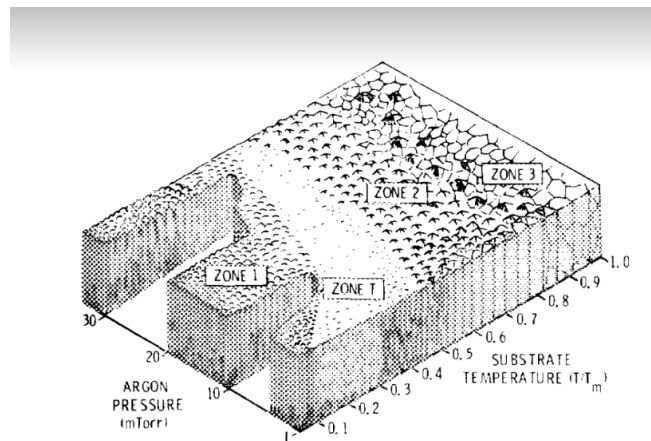 ZONE 3
ZONE 2
ZONE 1
ZONE T
30
20
10
1
0.1
0.2
0.3
0.4
0.5
0.6
0.7
0.8
0.9
1.0
ARGON
PRESSURE
(mTorr)
SUBSTRATE
TEMPERATURE (T/Tm)